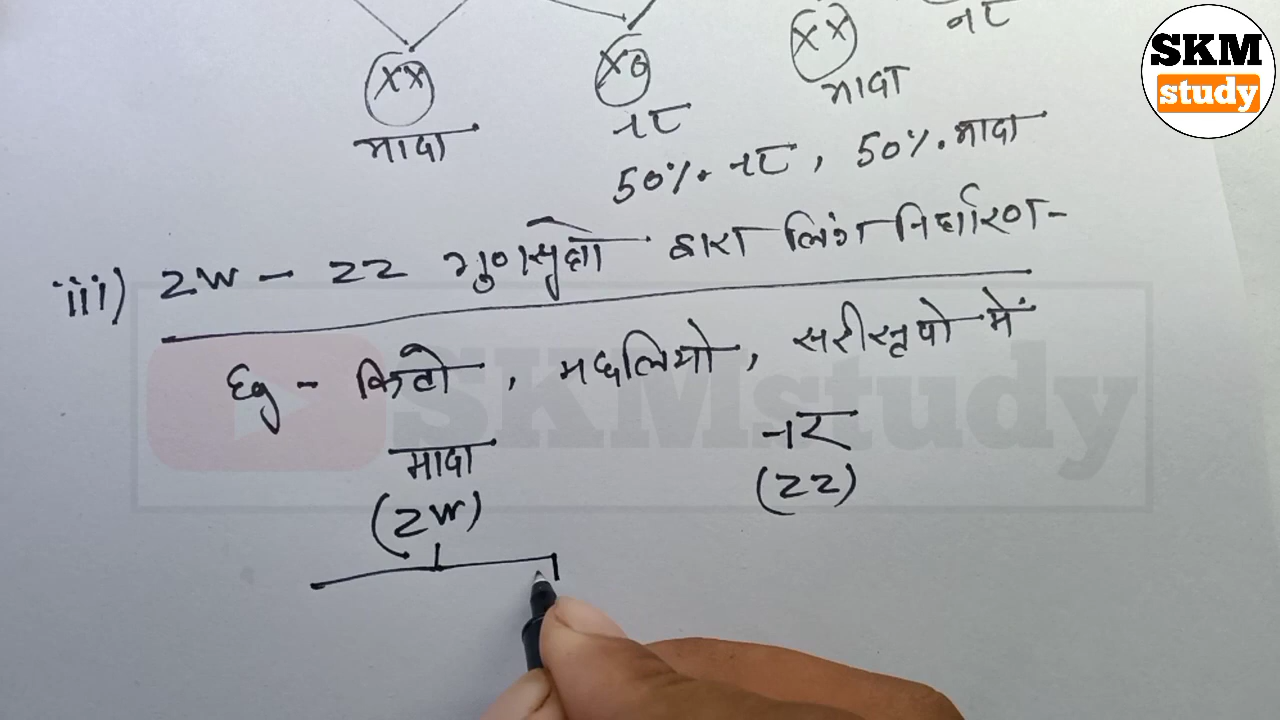 नर
XX
XO
XX
मादा
नर
मादा
50% नर, 50% मादा
iii) ZW - ZZ गुणसूत्रो द्वारा लिंग निर्धारण-
Eg - किटो, मछलियो, सरीसृपो में
मादा
नर
(ZW)
(ZZ)
SKM
study
SKMstudy